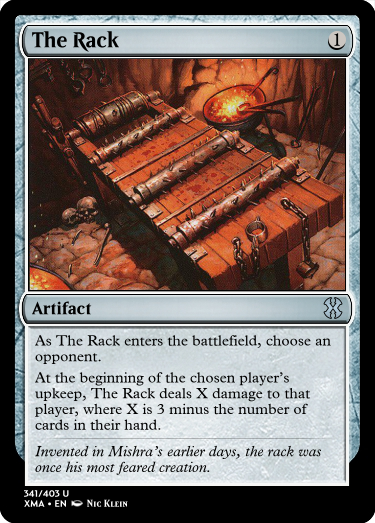 The Rack 1
Artifact
As The Rack enters the battlefield, choose an
opponent.
At the beginning of the chosen player's
upkeep, The Rack deals X damage to that
player, where X is 3 minus the number of
cards in their hand.
Invented in Mishra's earlier days, the rack was
once his most feared creation.
341/403 U
XMA • EN Nic Klein